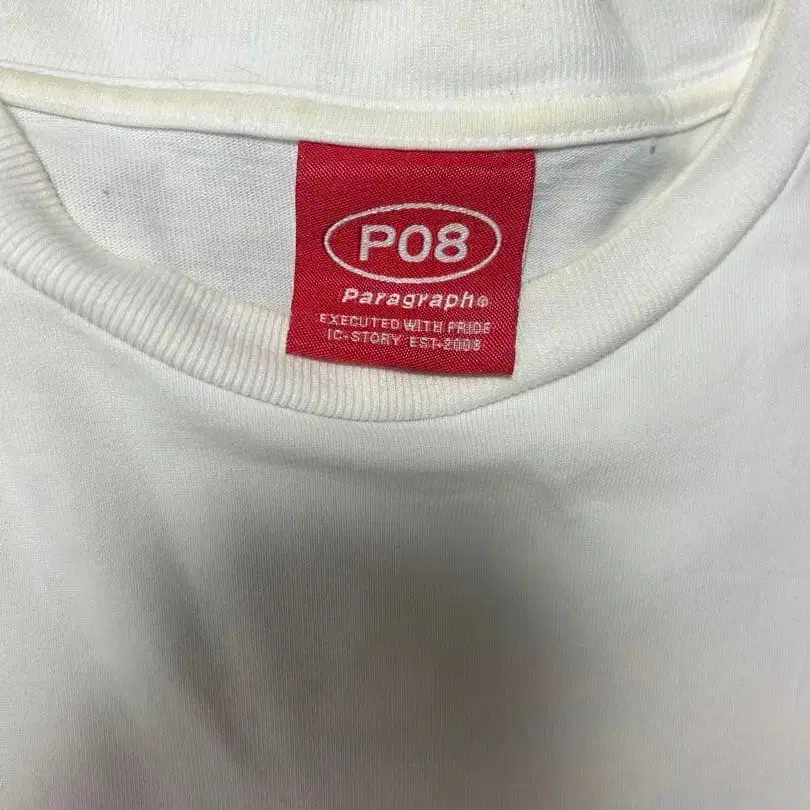 P08
Paragraph®
EXECUTED WITH PRIDE
IC-STORY EST-2008